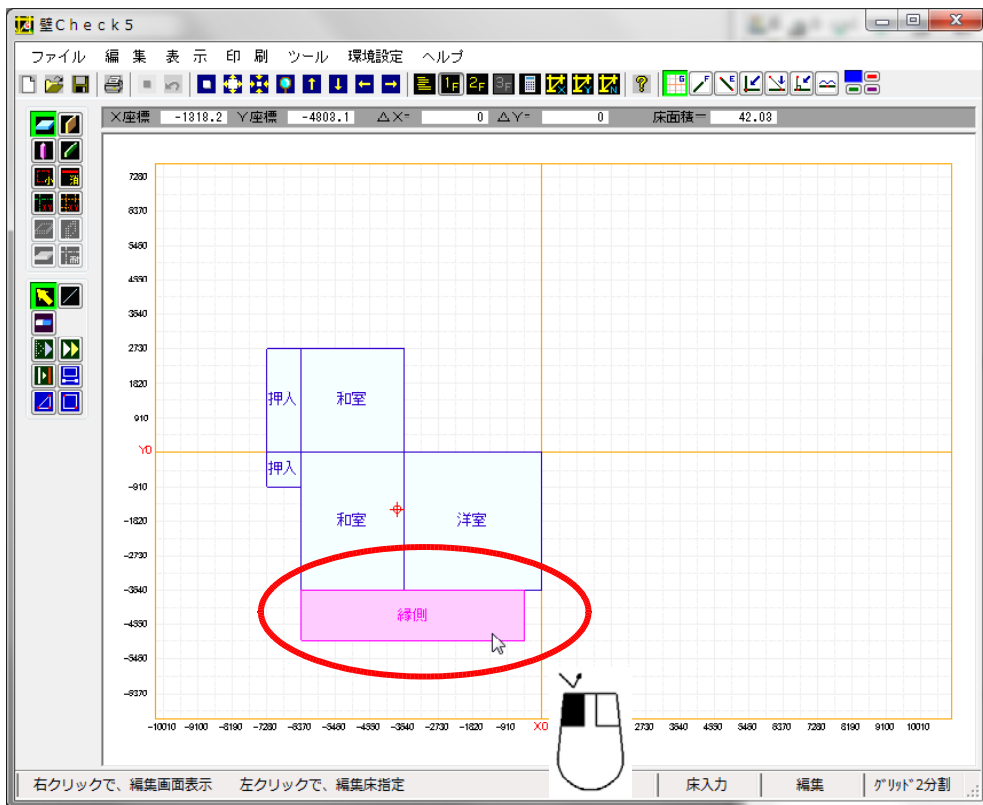 壁Check5
ファイル 編 集 表 示 印 刷 ツール 環境設定 ヘルプ
1F 2F 3F
X座標 -1318.2 Y座標 -4803.1 △X= 0 △Y= 0 床面積＝ 42.03
小 消
耐
7280
6370
5460
4550
3640
2730
1820
910
Y0
-910
-1820
-2730
-3640
-4550
-5460
-6370
押入 和室
押入
和室 洋室
縁側
-10010 -9100 -8190 -7280 -6370 -5460 -4550 -3640 -2730 -1820 -910 X0 2730 3640 4550 5460 6370 7280 8190 9100 10010
右クリックで、編集画面表示 左クリックで、編集床指定 床入力 編集 ｸﾞﾘｯﾄﾞ2分割